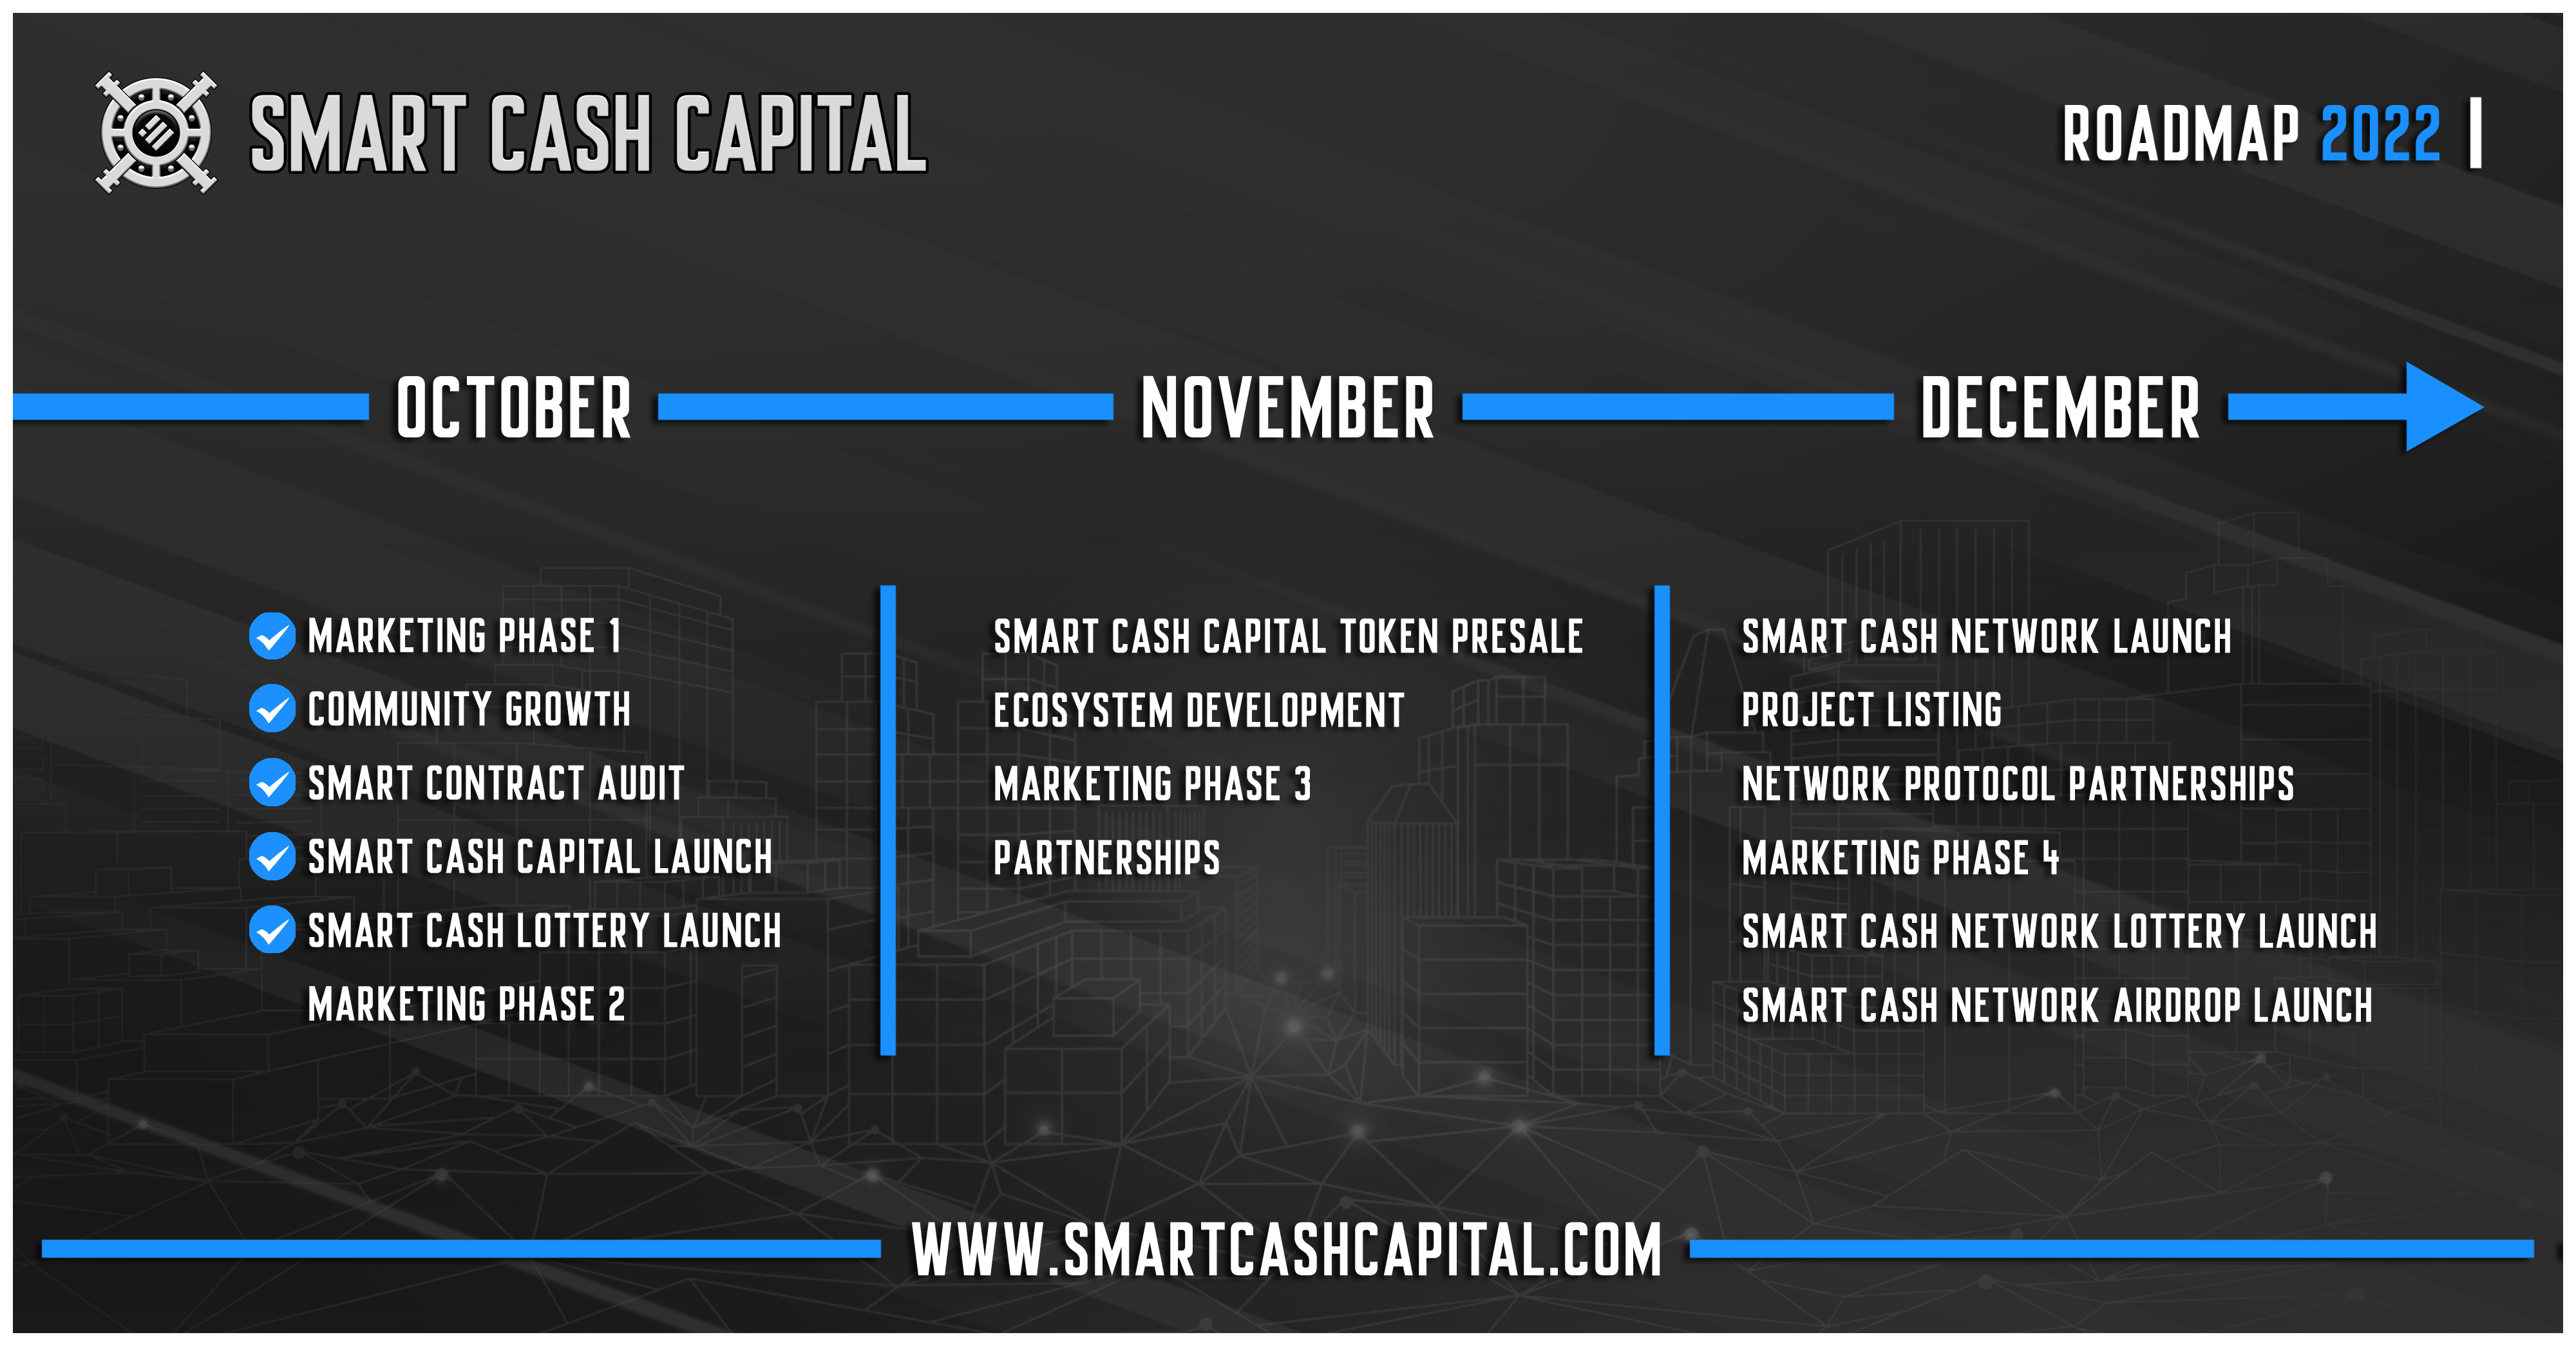 SMART CASH CAPITAL
ROADMAP 2022
OCTOBER
NOVEMBER
DECEMBER
MARKETING PHASE 1
COMMUNITY GROWTH
SMART CONTRACT AUDIT
SMART CASH CAPITAL LAUNCH
SMART CASH LOTTERY LAUNCH
MARKETING PHASE 2
SMART CASH CAPITAL TOKEN PRESALE
ECOSYSTEM DEVELOPMENT
MARKETING PHASE 3
PARTNERSHIPS
SMART CASH NETWORK LAUNCH
PROJECT LISTING
NETWORK PROTOCOL PARTNERSHIPS
MARKETING PHASE 4
SMART CASH NETWORK LOTTERY LAUNCH
SMART CASH NETWORK AIRDROP LAUNCH
WWW.SMARTCASHCAPITAL.COM